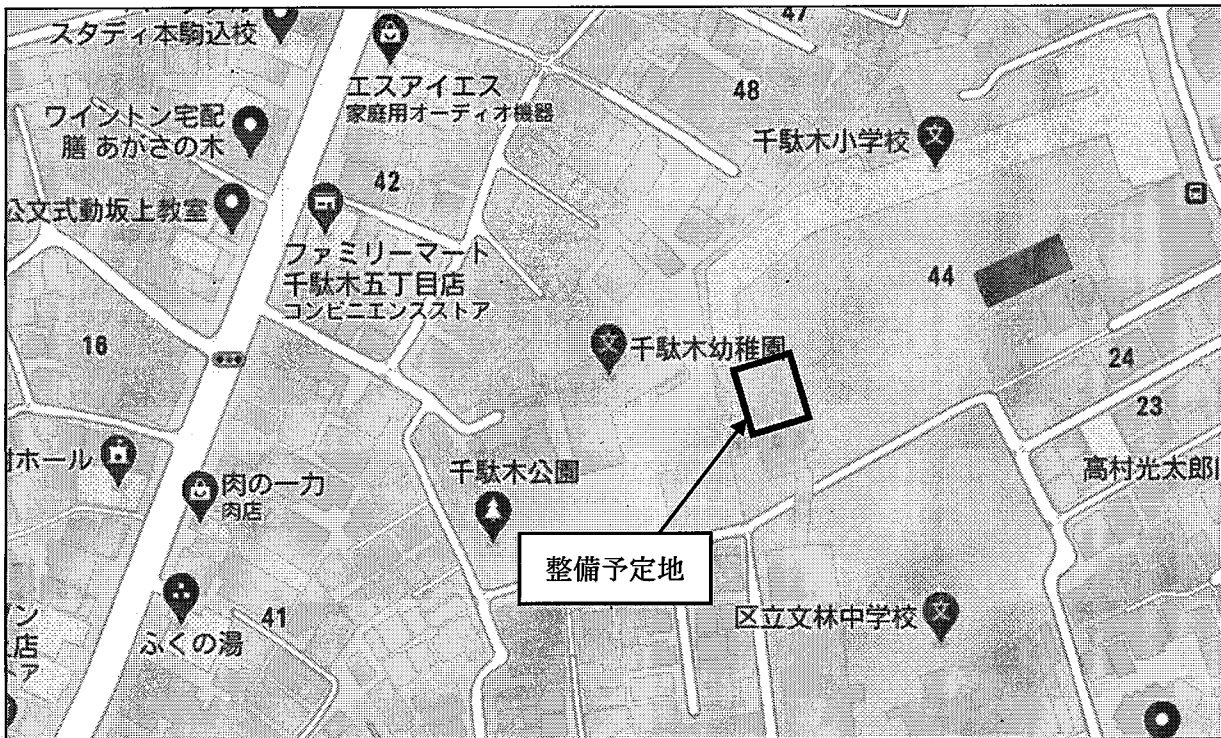 スタディ本駒込校
47
エスアイエス
家庭用オーディオ機器
48
ワイントン宅配
膳 あかさの木
千駄木小学校
42
公文式動坂上教室
ファミリーマート
千駄木五丁目店
コンビニエンスストア
44
16
千駄木幼稚園
24
23
ホール
千駄木公園
高村光太郎
肉の一力
肉店
整備予定地
区立文林中学校
41
ふくの湯
ン
店
ア